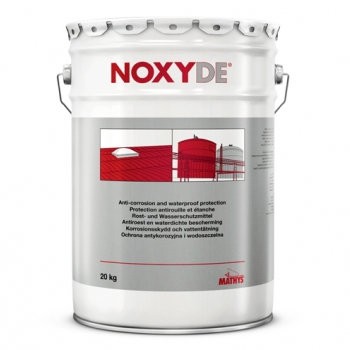 NOXYDE®
Anti-corrosion and waterproof protection
Protection antirouille et étanche
Rost- und Wasserschutzmittel
Antiroest en waterdichte bescherming
Korrosionsskydd och vattentätning
Ochrona antykorozyjna i wodoszczelna
20 kg
MATHYS